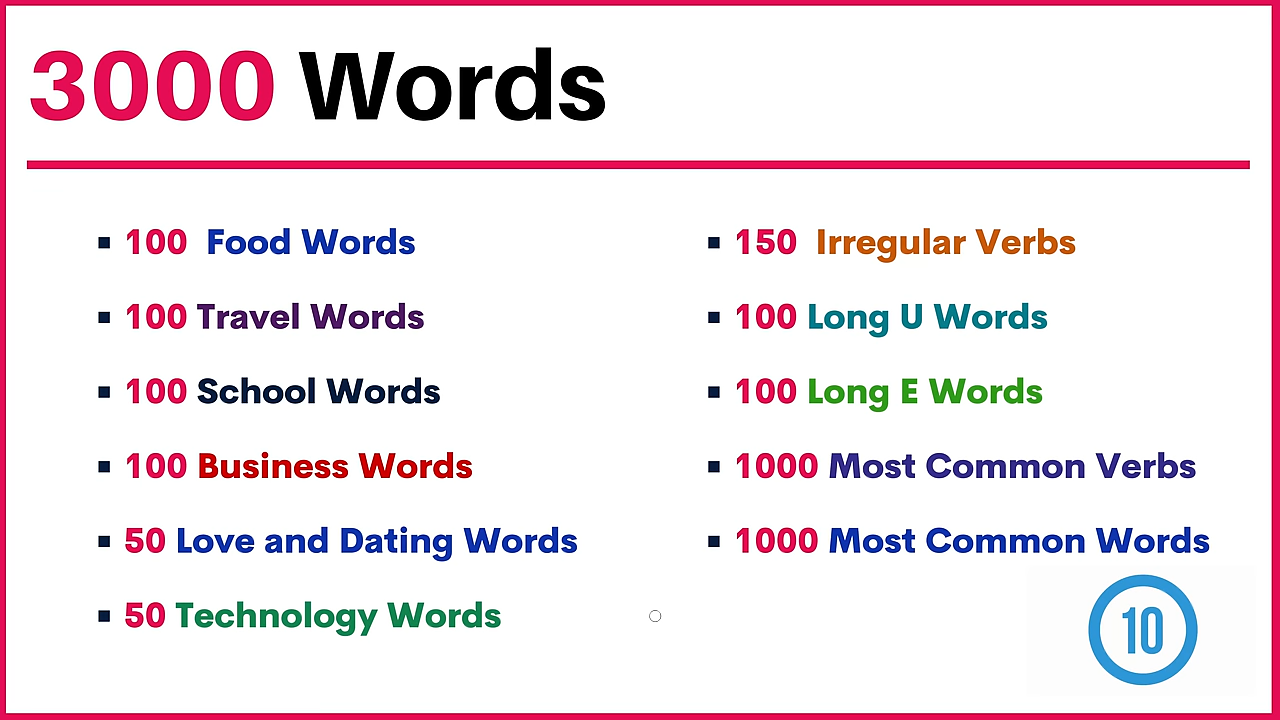 3000 Words
100 Food Words
100 Travel Words
100 School Words
100 Business Words
50 Love and Dating Words
50 Technology Words
150 Irregular Verbs
100 Long U Words
100 Long E Words
1000 Most Common Verbs
1000 Most Common Words
10